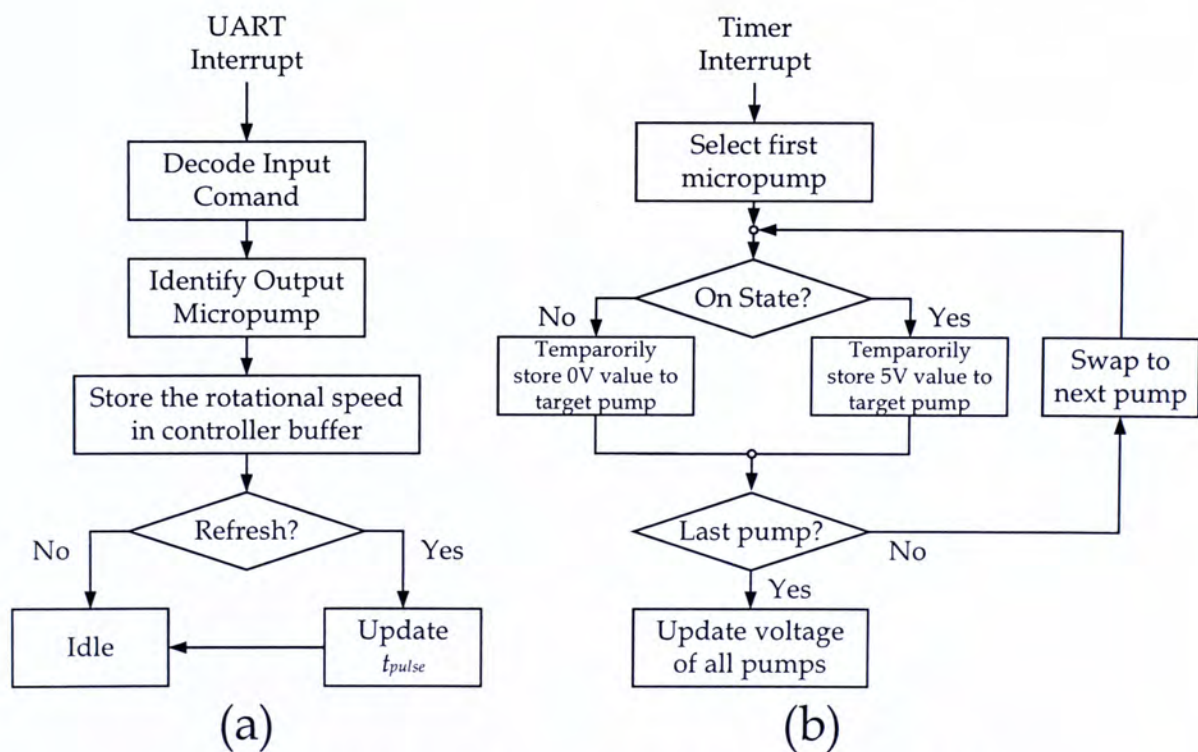 UART
Interrupt
Decode Input
Comand
Identify Output
Micropump
Store the rotational speed
in controller buffer
Refresh?
No
Yes
Idle
Update
tpulse
(a)
Timer
Interrupt
Select first
micropump
On State?
No
Yes
Temparorily
store 0V value to
target pump
Temparorily
store 5V value to
target pump
Swap to
next pump
Last pump?
No
Yes
Update voltage
of all pumps
(b)